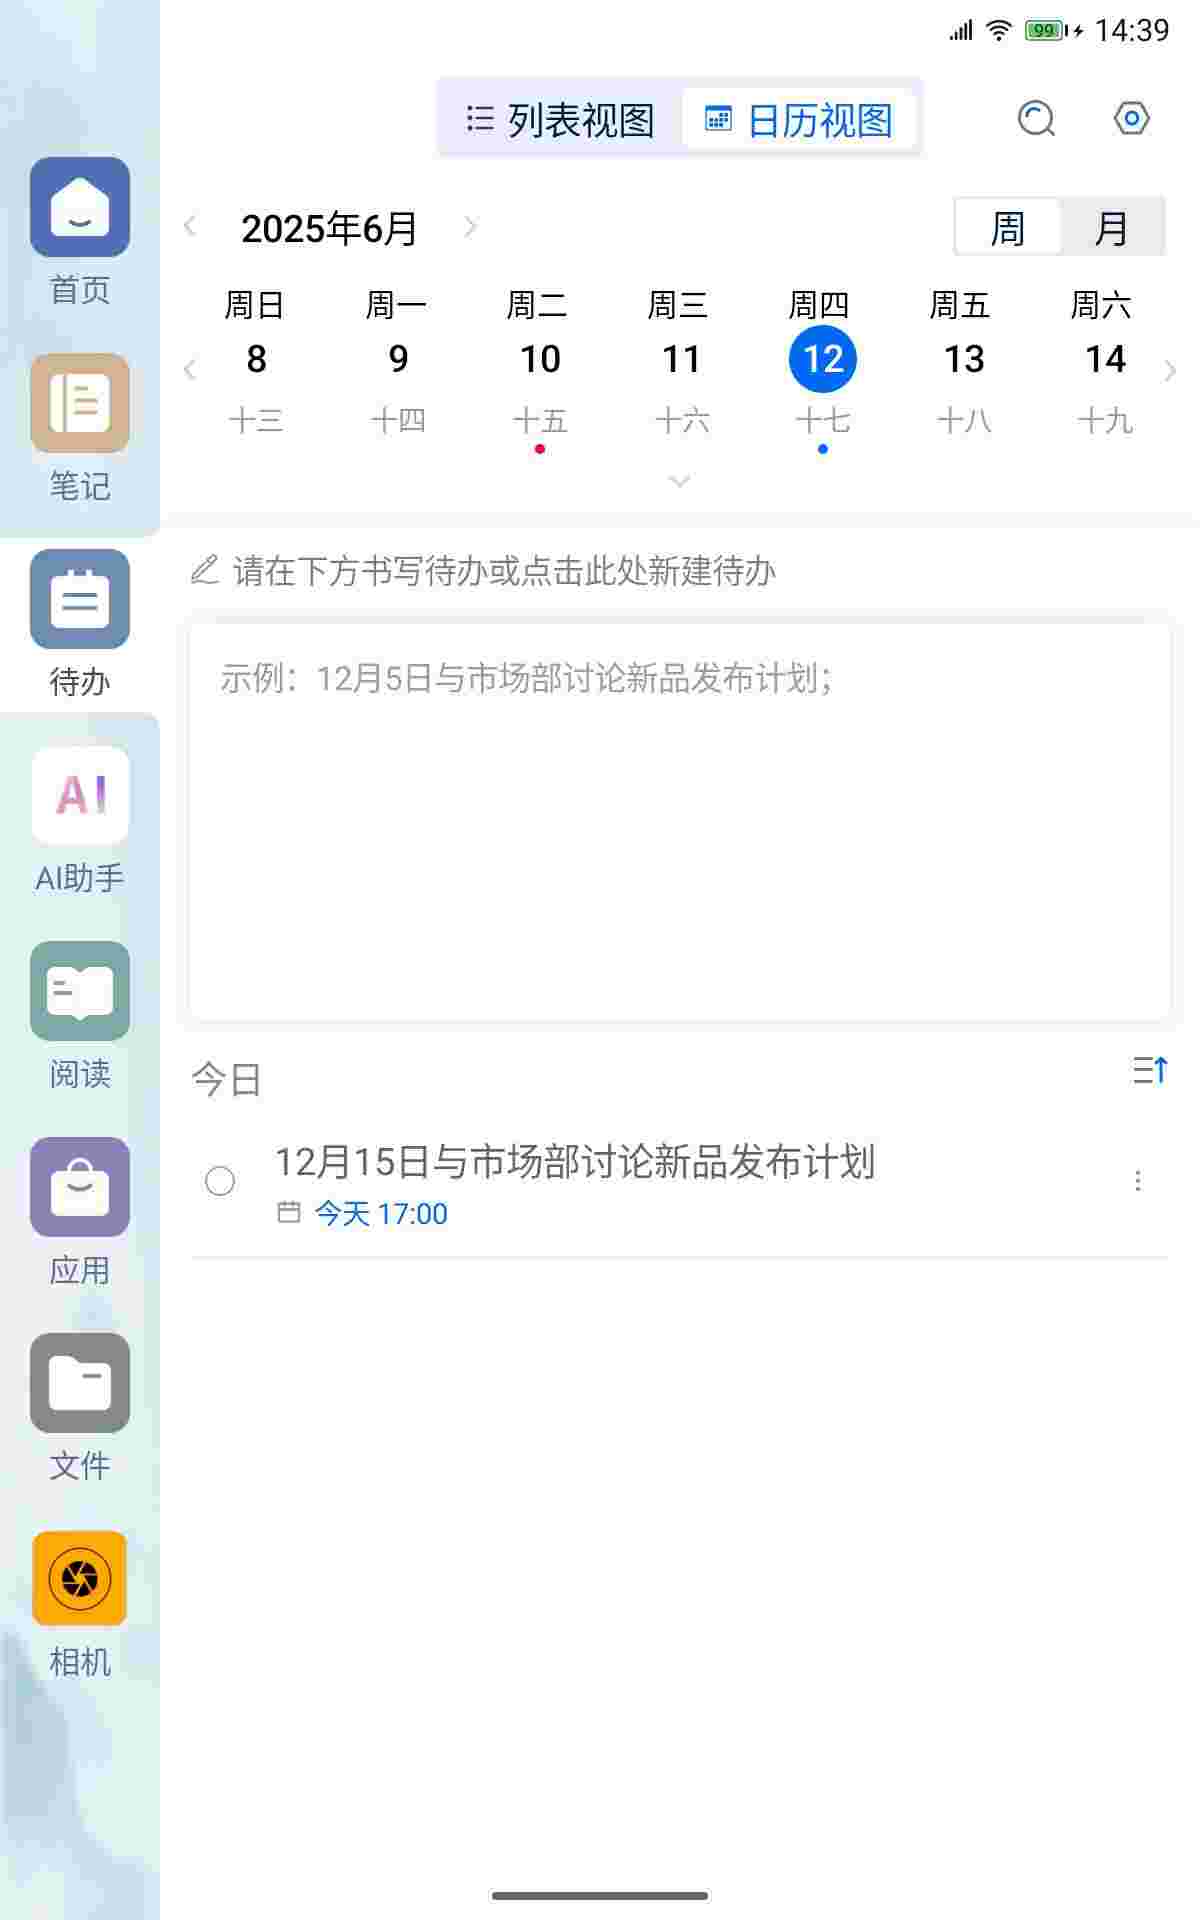 99 14:39
列表视图 日历视图
2025年6月 周 月
周日 周一 周二 周三 周四 周五 周六
8 9 10 11 12 13 14
十三 十四 十五 十六 十七 十八 十九
请在下方书写待办或点击此处新建待办
示例：12月5日与市场部讨论新品发布计划；
今日
12月15日与市场部讨论新品发布计划
今天 17:00
首页
笔记
待办
AI
AI助手
阅读
应用
文件
相机